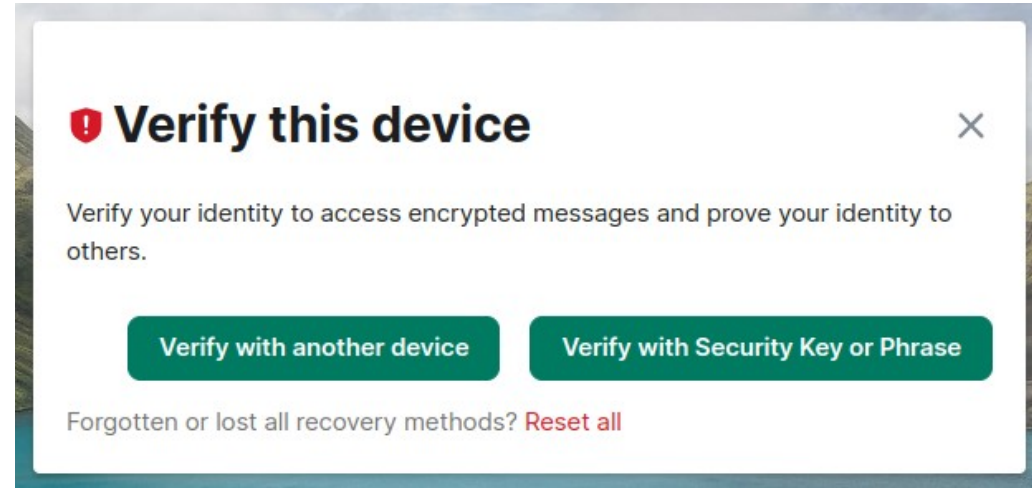 Verify this device
Verify your identity to access encrypted messages and prove your identity to
others.
Verify with another device
Verify with Security Key or Phrase
Forgotten or lost all recovery methods? Reset all